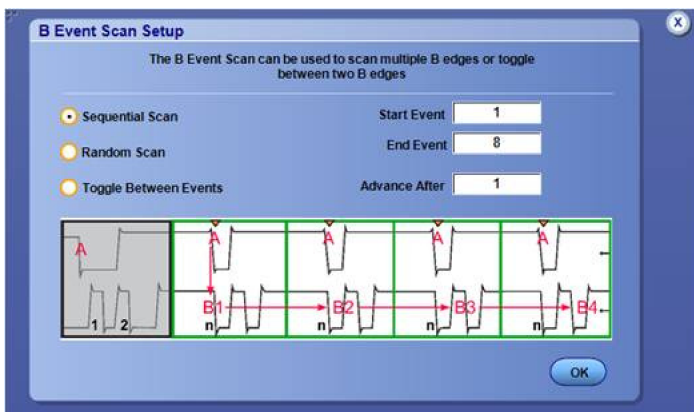 B Event Scan Setup
X
The B Event Scan can be used to scan multiple B edges or toggle
between two B edges
Sequential Scan
Start Event 1
Random Scan
End Event 8
Toggle Between Events
Advance After 1
A A A A A
B1 B2 B3 B4
1 2 n n n n
OK